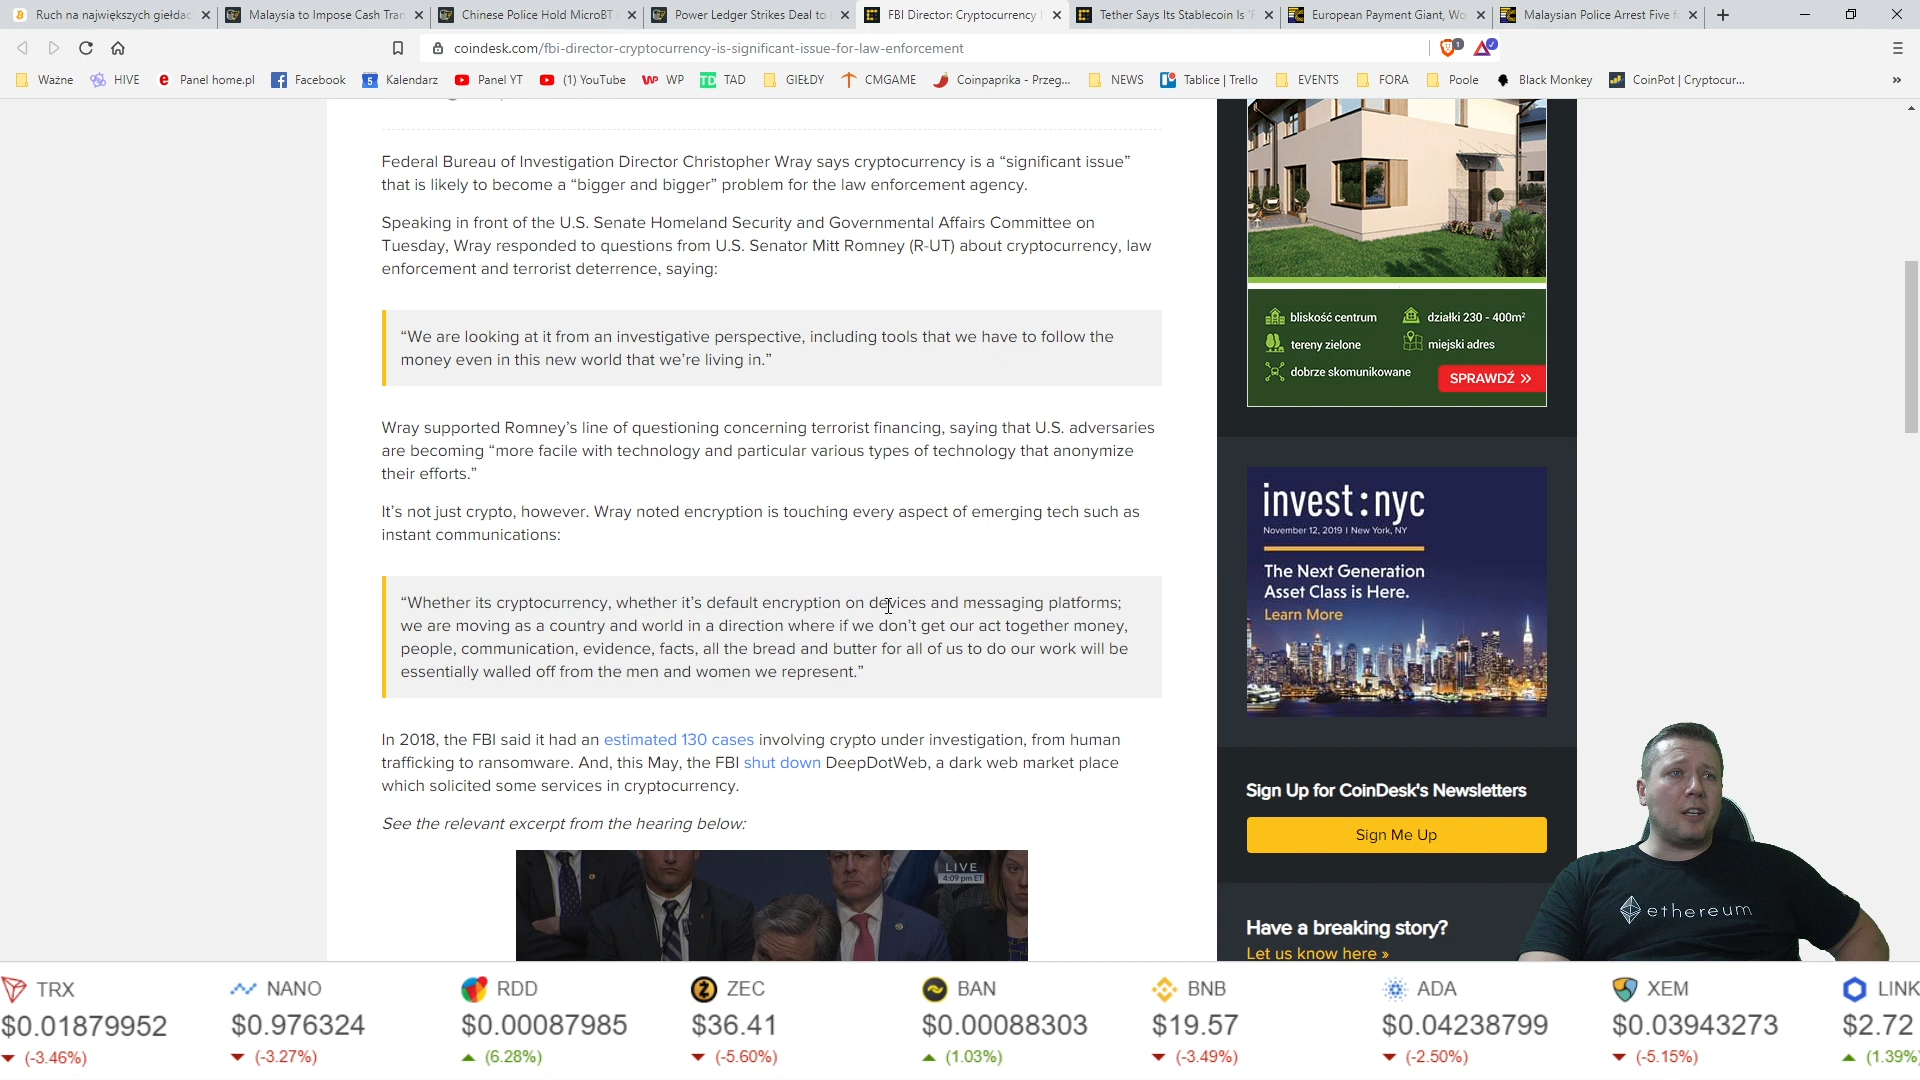 Ruch na największych giełdac
Malaysia to Impose Cash Tran
Chinese Police Hold MicroBT
Power Ledger Strikes Deal to
FBI Director: Cryptocurrency
Tether Says Its Stablecoin Is 'F
European Payment Giant, Wo
Malaysian Police Arrest Five f
coindesk.com/fbi-director-cryptocurrency-is-significant-issue-for-law-enforcement
1
Ważne
HIVE
Panel home.pl
Facebook
5
Kalendarz
Panel YT
(1) YouTube
WP
WP
TD
TAD
GIEŁDY
CMGAME
Coinpaprika - Przeg...
NEWS
Tablice | Trello
EVENTS
FORA
Poole
Black Monkey
CoinPot | Cryptocur...
Federal Bureau of Investigation Director Christopher Wray says cryptocurrency is a “significant issue”
that is likely to become a “bigger and bigger” problem for the law enforcement agency.
Speaking in front of the U.S. Senate Homeland Security and Governmental Affairs Committee on
Tuesday, Wray responded to questions from U.S. Senator Mitt Romney (R-UT) about cryptocurrency, law
enforcement and terrorist deterrence, saying:
“We are looking at it from an investigative perspective, including tools that we have to follow the
money even in this new world that we’re living in.”
Wray supported Romney’s line of questioning concerning terrorist financing, saying that U.S. adversaries
are becoming “more facile with technology and particular various types of technology that anonymize
their efforts.”
It’s not just crypto, however. Wray noted encryption is touching every aspect of emerging tech such as
instant communications:
“Whether its cryptocurrency, whether it’s default encryption on devices and messaging platforms;
we are moving as a country and world in a direction where if we don’t get our act together money,
people, communication, evidence, facts, all the bread and butter for all of us to do our work will be
essentially walled off from the men and women we represent.”
In 2018, the FBI said it had an estimated 130 cases involving crypto under investigation, from human
trafficking to ransomware. And, this May, the FBI shut down DeepDotWeb, a dark web market place
which solicited some services in cryptocurrency.
See the relevant excerpt from the hearing below:
LIVE
4:09 pm ET
bliskość centrum
działki 230 - 400m²
tereny zielone
miejski adres
dobrze skomunikowane
SPRAWDŹ »
invest:nyc
November 12, 2019 | New York, NY
The Next Generation
Asset Class is Here.
Learn More
Sign Up for CoinDesk's Newsletters
Sign Me Up
Have a breaking story?
Let us know here »
ethereum
TRX
$0.01879952
(-3.46%)
NANO
$0.976324
(-3.27%)
RDD
$0.00087985
(6.28%)
ZEC
$36.41
(-5.60%)
BAN
$0.00088303
(1.03%)
BNB
$19.57
(-3.49%)
ADA
$0.04238799
(-2.50%)
XEM
$0.03943273
(-5.15%)
LINK
$2.72
(1.39%